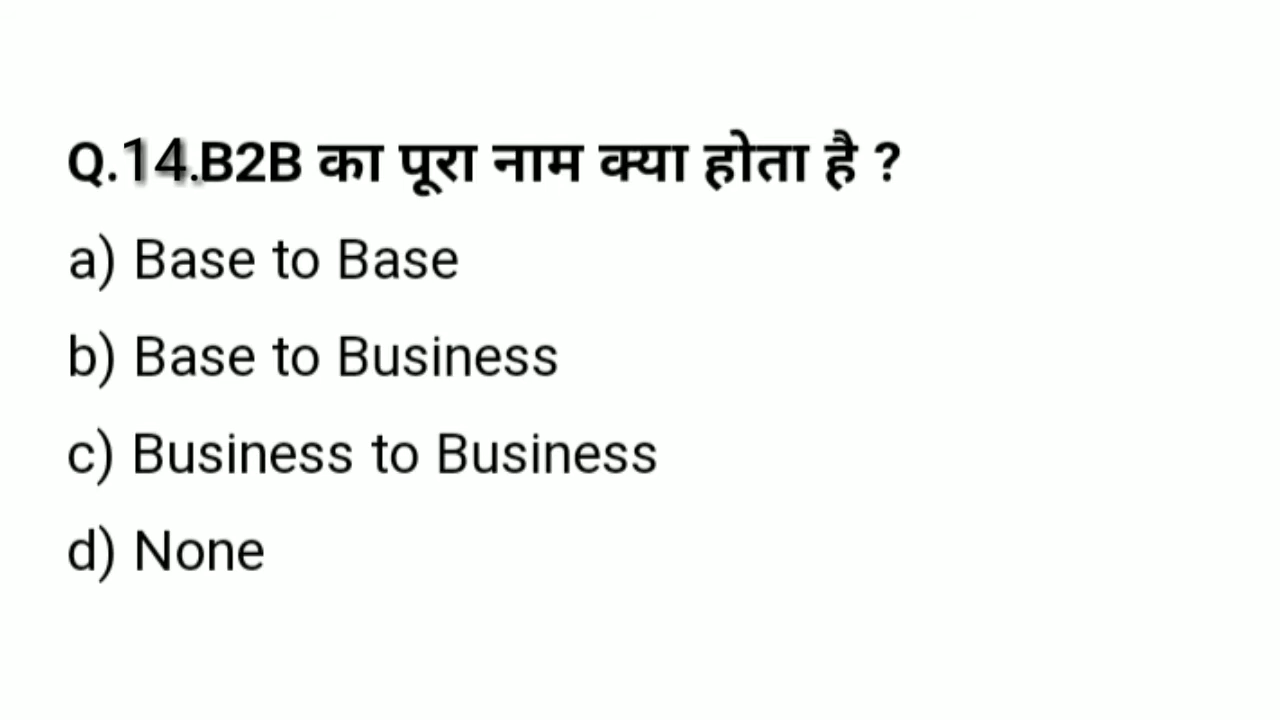 Q.14.B2B का पूरा नाम क्या होता है ?
a) Base to Base
b) Base to Business
c) Business to Business
d) None